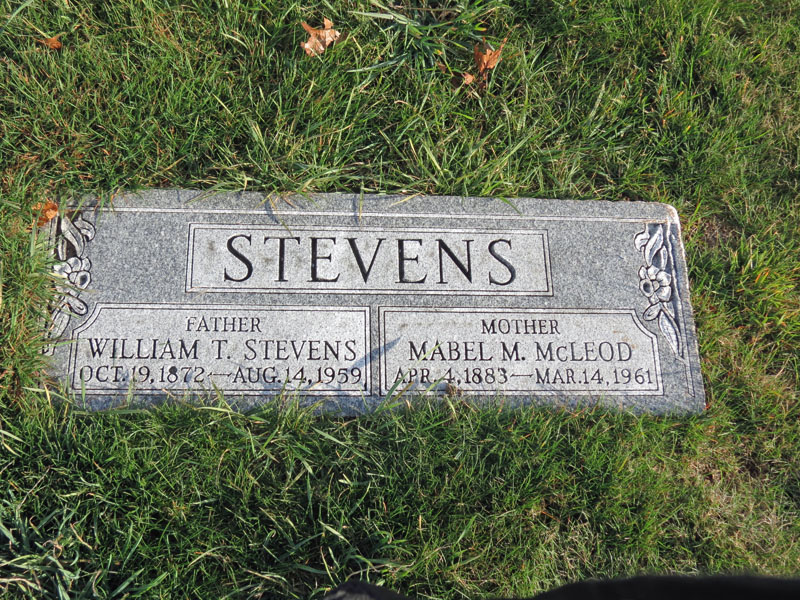 STEVENS
FATHER
WILLIAM T. STEVENS
OCT. 19, 1872 — AUG. 14, 1959
MOTHER
MABEL M. McLEOD
APR. 4, 1883 — MAR. 14, 1961